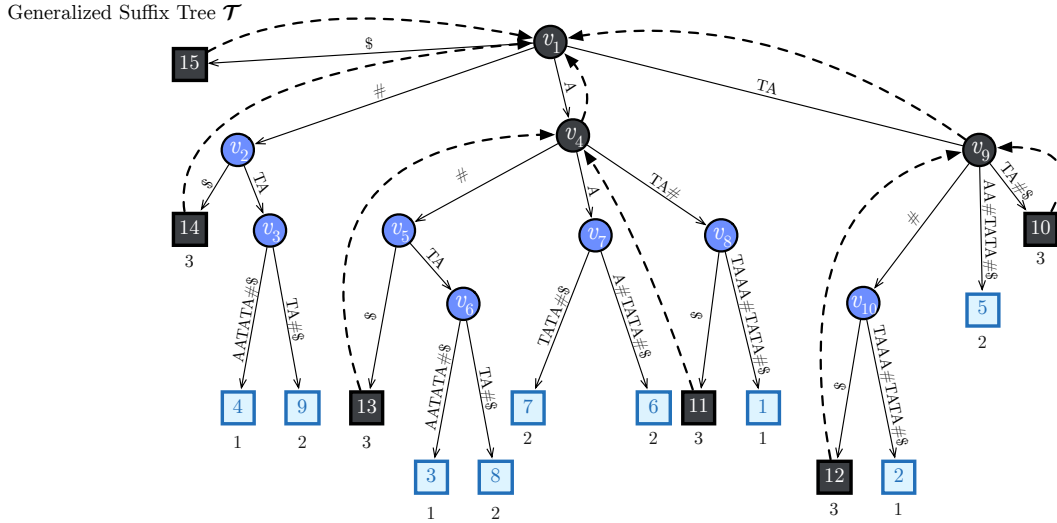 Generalized Suffix Tree 𝒯
v1
15
$
#
A
TA
v2
v4
v9
$
TA
#
A
TA#
#
AA#TATA#$
TA#$
14
3
v3
v5
v7
v8
10
3
AATATA#$
TA#$
$
TA
TATA#$
A#TATA#$
$
TAAA#TATA#$
v6
v10
5
2
AATATA#$
TA#$
$
TAAA#TATA#$
4
1
9
2
13
3
7
2
6
2
11
3
1
1
3
1
8
2
12
3
2
1